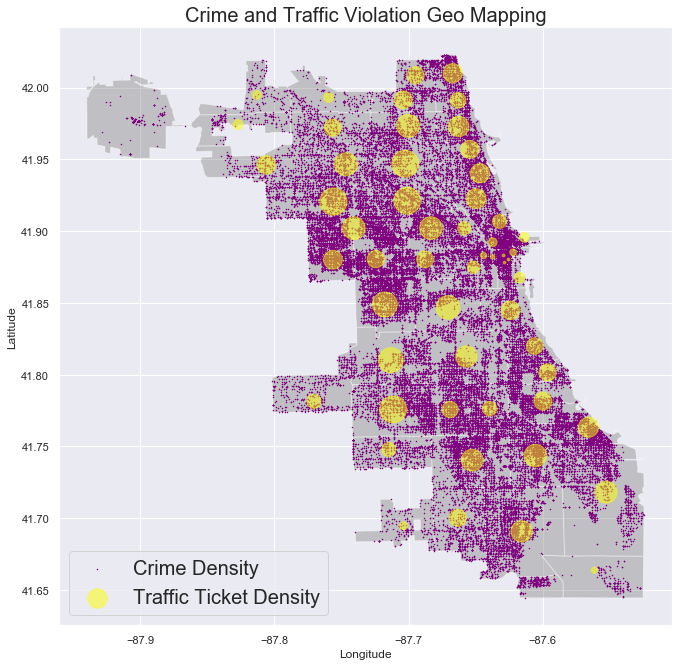 Crime and Traffic Violation Geo Mapping
42.00
41.95
41.90
41.85
41.80
41.75
41.70
41.65
Latitude
Crime Density
Traffic Ticket Density
−87.9
−87.8
−87.7
−87.6
Longitude